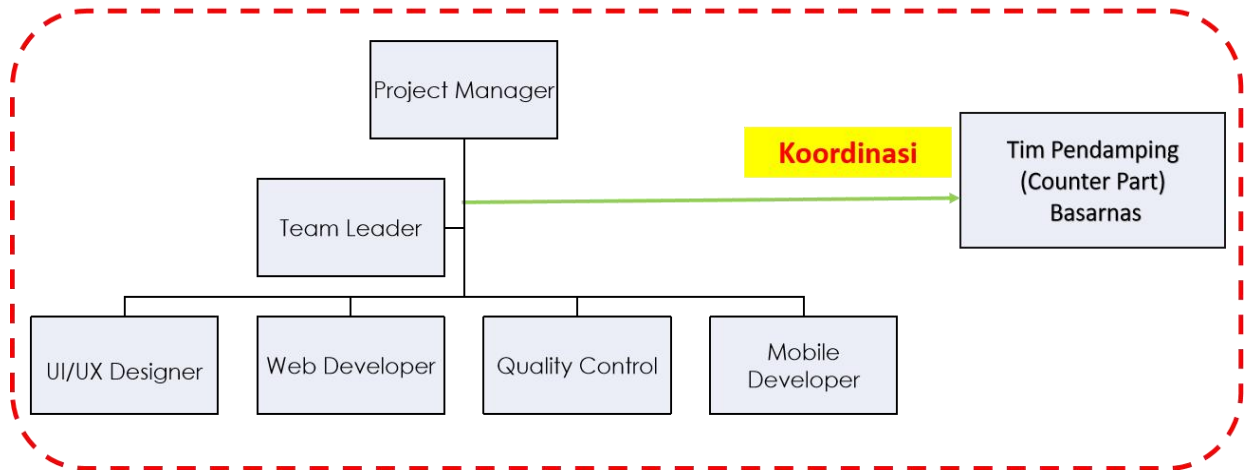 Project Manager
Koordinasi
Tim Pendamping
(Counter Part)
Basarnas
Team Leader
UI/UX Designer
Web Developer
Quality Control
Mobile
Developer